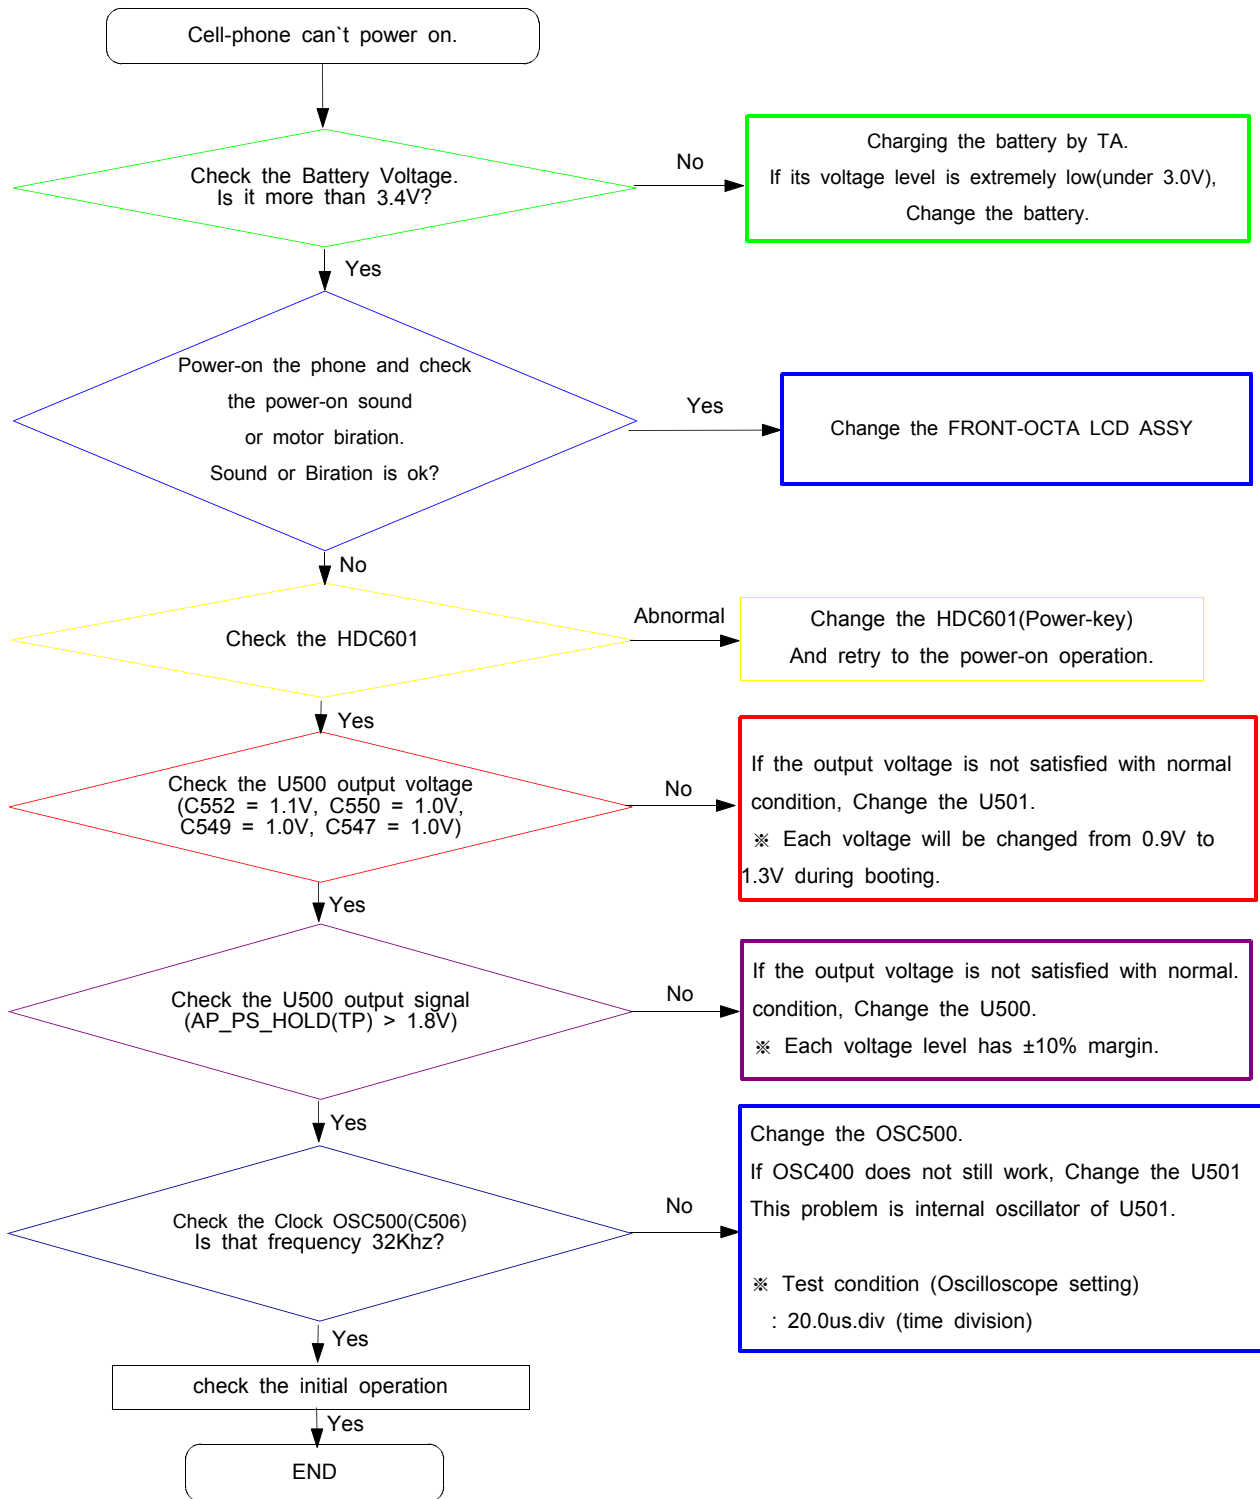 Cell-phone can`t power on.
Check the Battery Voltage.
Is it more than 3.4V?
No
Charging the battery by TA.
If its voltage level is extremely low(under 3.0V),
Change the battery.
Yes
Power-on the phone and check
the power-on sound
or motor biration.
Sound or Biration is ok?
Yes
Change the FRONT-OCTA LCD ASSY
No
Check the HDC601
Abnormal
Change the HDC601(Power-key)
And retry to the power-on operation.
Yes
Check the U500 output voltage
(C552 = 1.1V, C550 = 1.0V,
C549 = 1.0V, C547 = 1.0V)
No
If the output voltage is not satisfied with normal
condition, Change the U501.
※ Each voltage will be changed from 0.9V to
1.3V during booting.
Yes
Check the U500 output signal
(AP_PS_HOLD(TP) > 1.8V)
No
If the output voltage is not satisfied with normal.
condition, Change the U500.
※ Each voltage level has ±10% margin.
Yes
Check the Clock OSC500(C506)
Is that frequency 32Khz?
No
Change the OSC500.
If OSC400 does not still work, Change the U501
This problem is internal oscillator of U501.
※ Test condition (Oscilloscope setting)
: 20.0us.div (time division)
Yes
check the initial operation
Yes
END